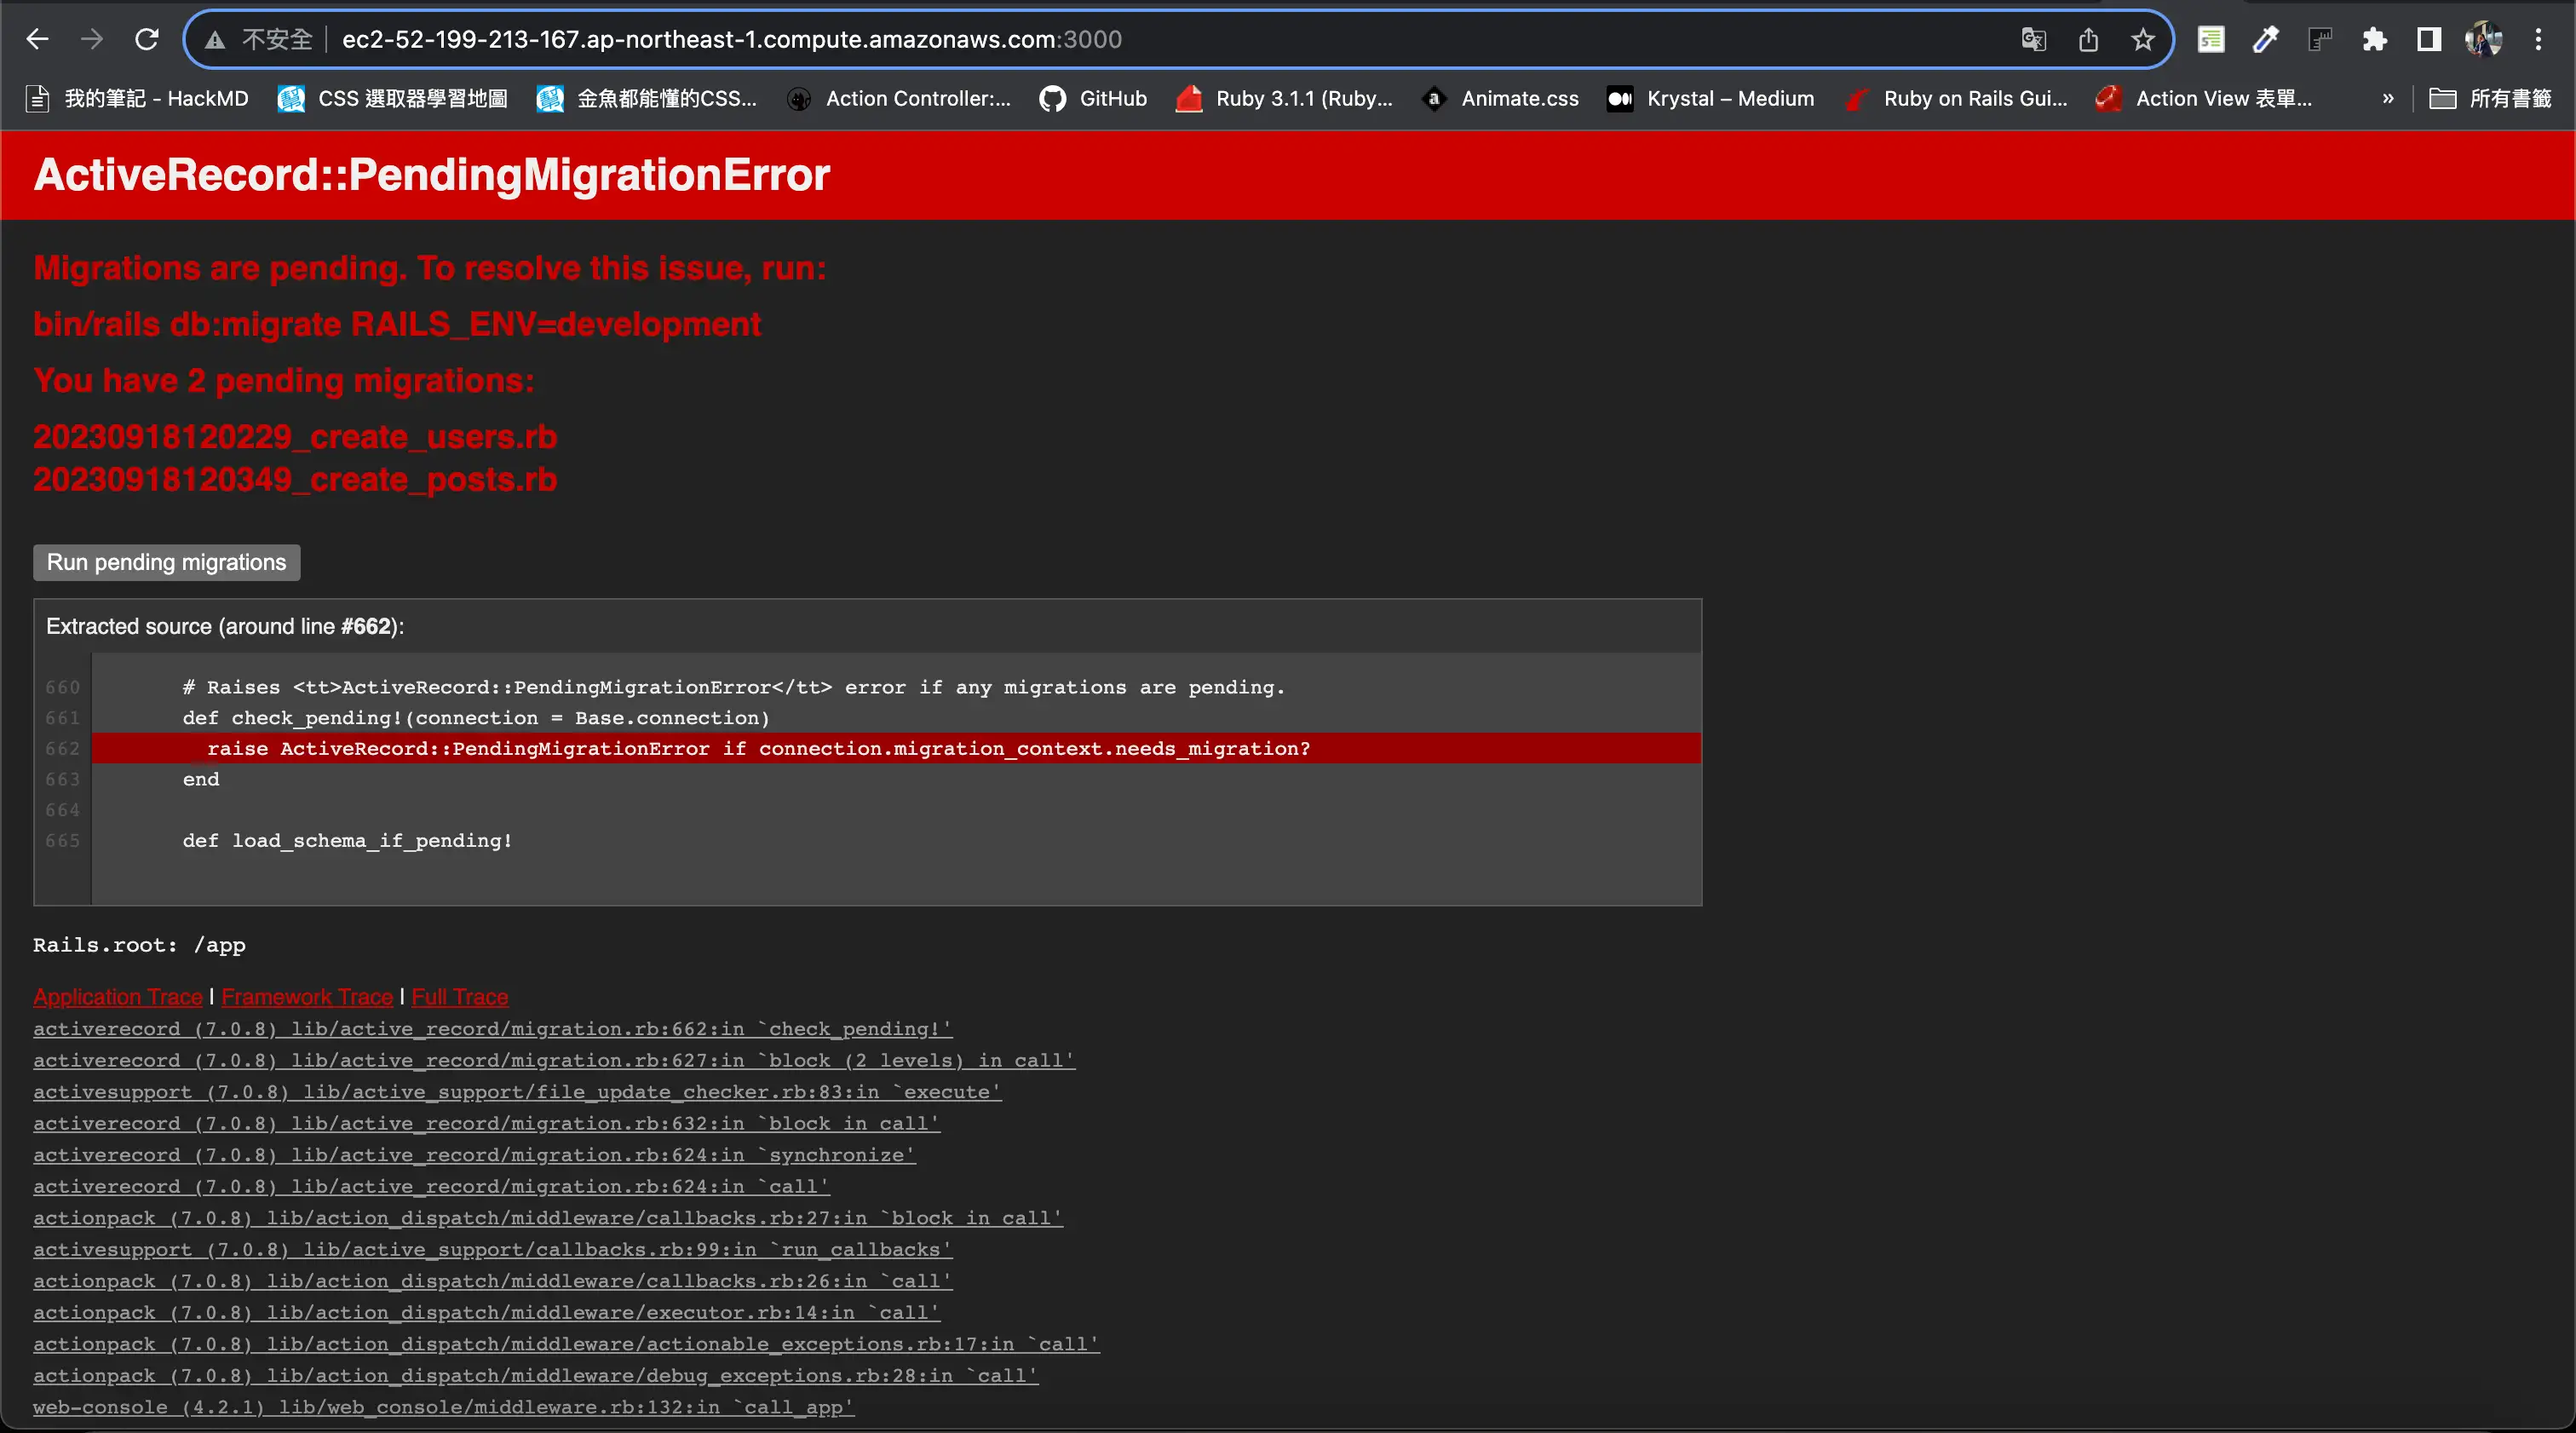 不安全 ec2-52-199-213-167.ap-northeast-1.compute.amazonaws.com:3000
我的筆記 – HackMD CSS 選取器學習地圖 金魚都能懂的CSS... Action Controller:... GitHub Ruby 3.1.1 (Ruby... Animate.css Krystal – Medium Ruby on Rails Gui... Action View 表單... » 所有書籤
ActiveRecord::PendingMigrationError
Migrations are pending. To resolve this issue, run:
bin/rails db:migrate RAILS_ENV=development
You have 2 pending migrations:
20230918120229_create_users.rb
20230918120349_create_posts.rb
Run pending migrations
Extracted source (around line #662):
660 # Raises <tt>ActiveRecord::PendingMigrationError</tt> error if any migrations are pending.
661 def check_pending!(connection = Base.connection)
662 raise ActiveRecord::PendingMigrationError if connection.migration_context.needs_migration?
663 end
664
665 def load_schema_if_pending!
Rails.root: /app
Application Trace | Framework Trace | Full Trace
activerecord (7.0.8) lib/active_record/migration.rb:662:in `check_pending!'
activerecord (7.0.8) lib/active_record/migration.rb:627:in `block (2 levels) in call'
activesupport (7.0.8) lib/active_support/file_update_checker.rb:83:in `execute'
activerecord (7.0.8) lib/active_record/migration.rb:632:in `block in call'
activerecord (7.0.8) lib/active_record/migration.rb:624:in `synchronize'
activerecord (7.0.8) lib/active_record/migration.rb:624:in `call'
actionpack (7.0.8) lib/action_dispatch/middleware/callbacks.rb:27:in `block in call'
activesupport (7.0.8) lib/active_support/callbacks.rb:99:in `run_callbacks'
actionpack (7.0.8) lib/action_dispatch/middleware/callbacks.rb:26:in `call'
actionpack (7.0.8) lib/action_dispatch/middleware/executor.rb:14:in `call'
actionpack (7.0.8) lib/action_dispatch/middleware/actionable_exceptions.rb:17:in `call'
actionpack (7.0.8) lib/action_dispatch/middleware/debug_exceptions.rb:28:in `call'
web-console (4.2.1) lib/web_console/middleware.rb:132:in `call_app'